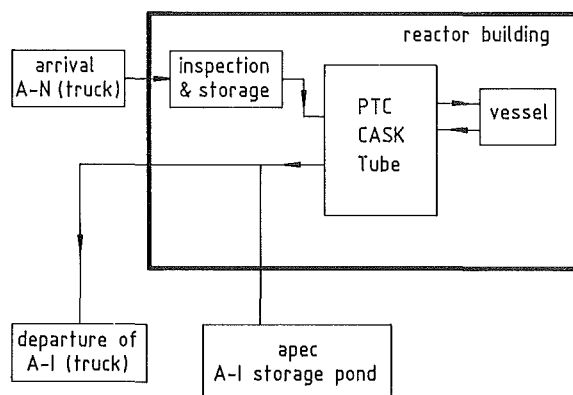 reactor building
arrival
A-N (truck)
inspection
& storage
PTC
CASK
Tube
vessel
departure of
A-I (truck)
apec
A-I storage pond